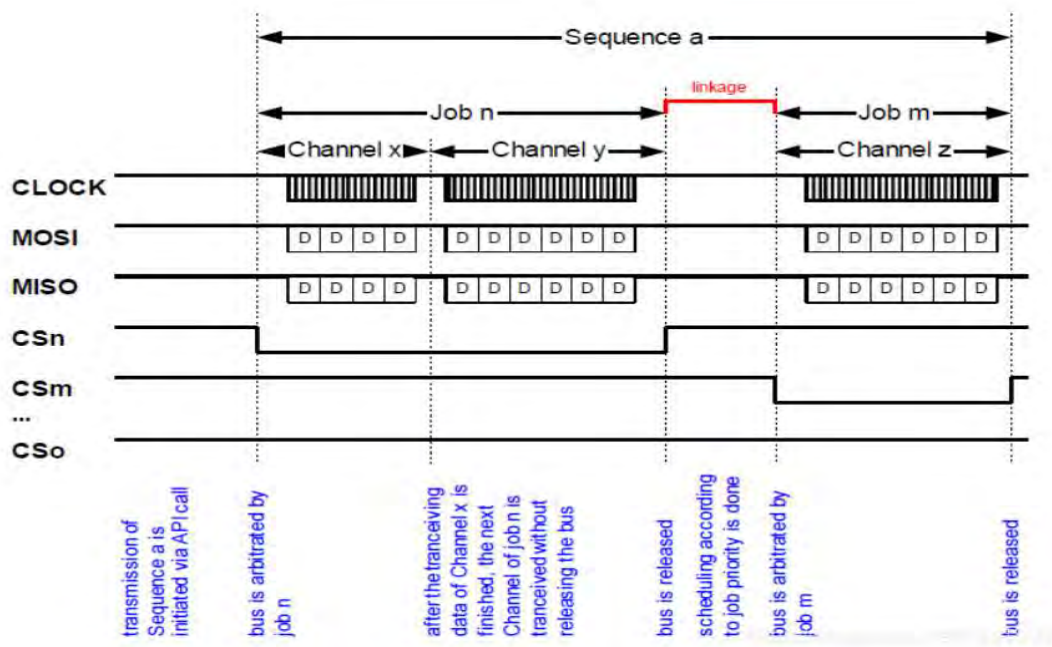 Sequence a
linkage
Job n
Job m
Channel x
Channel y
Channel z
CLOCK
MOSI
D D D D
D D D D D D
D D D D D D
MISO
D D D D
D D D D D D
D D D D D D
CSn
CSm
...
CSo
transmission of
Sequence a is
initiated via API call
bus is arbitrated by
job n
after the tranceiving
data of Channel x is
finished, the next
Channel of job n is
tranceived without
releasing the bus
bus is released
scheduling according
to job priority is done
bus is arbitrated by
job m
bus is released